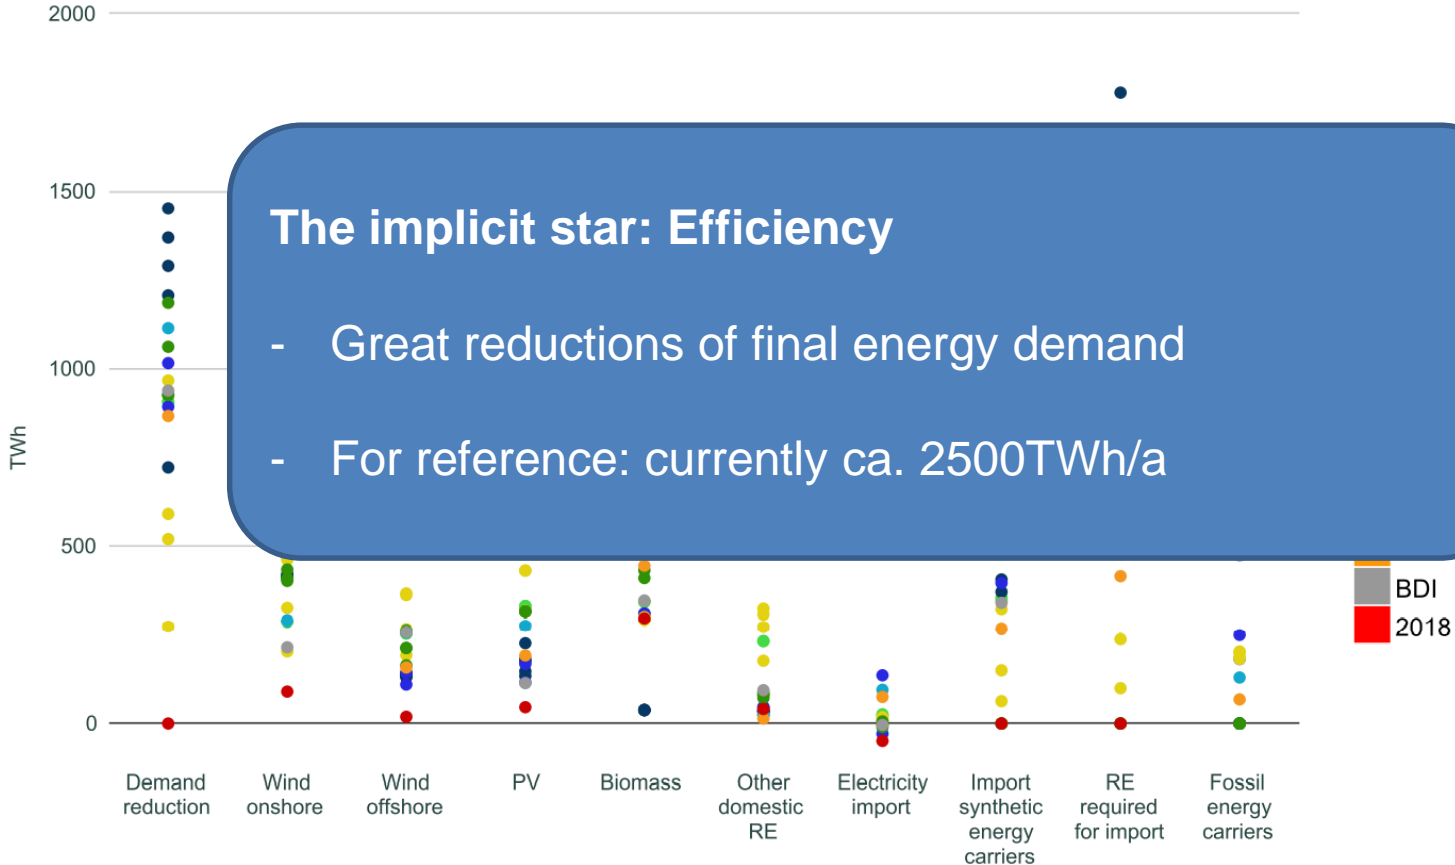 2000
1500
1000
500
0
TWh
The implicit star: Efficiency
- Great reductions of final energy demand
- For reference: currently ca. 2500TWh/a
BDI
2018
Demand
reduction
Wind
onshore
Wind
offshore
PV
Biomass
Other
domestic
RE
Electricity
import
Import
synthetic
energy
carriers
RE
required
for import
Fossil
energy
carriers